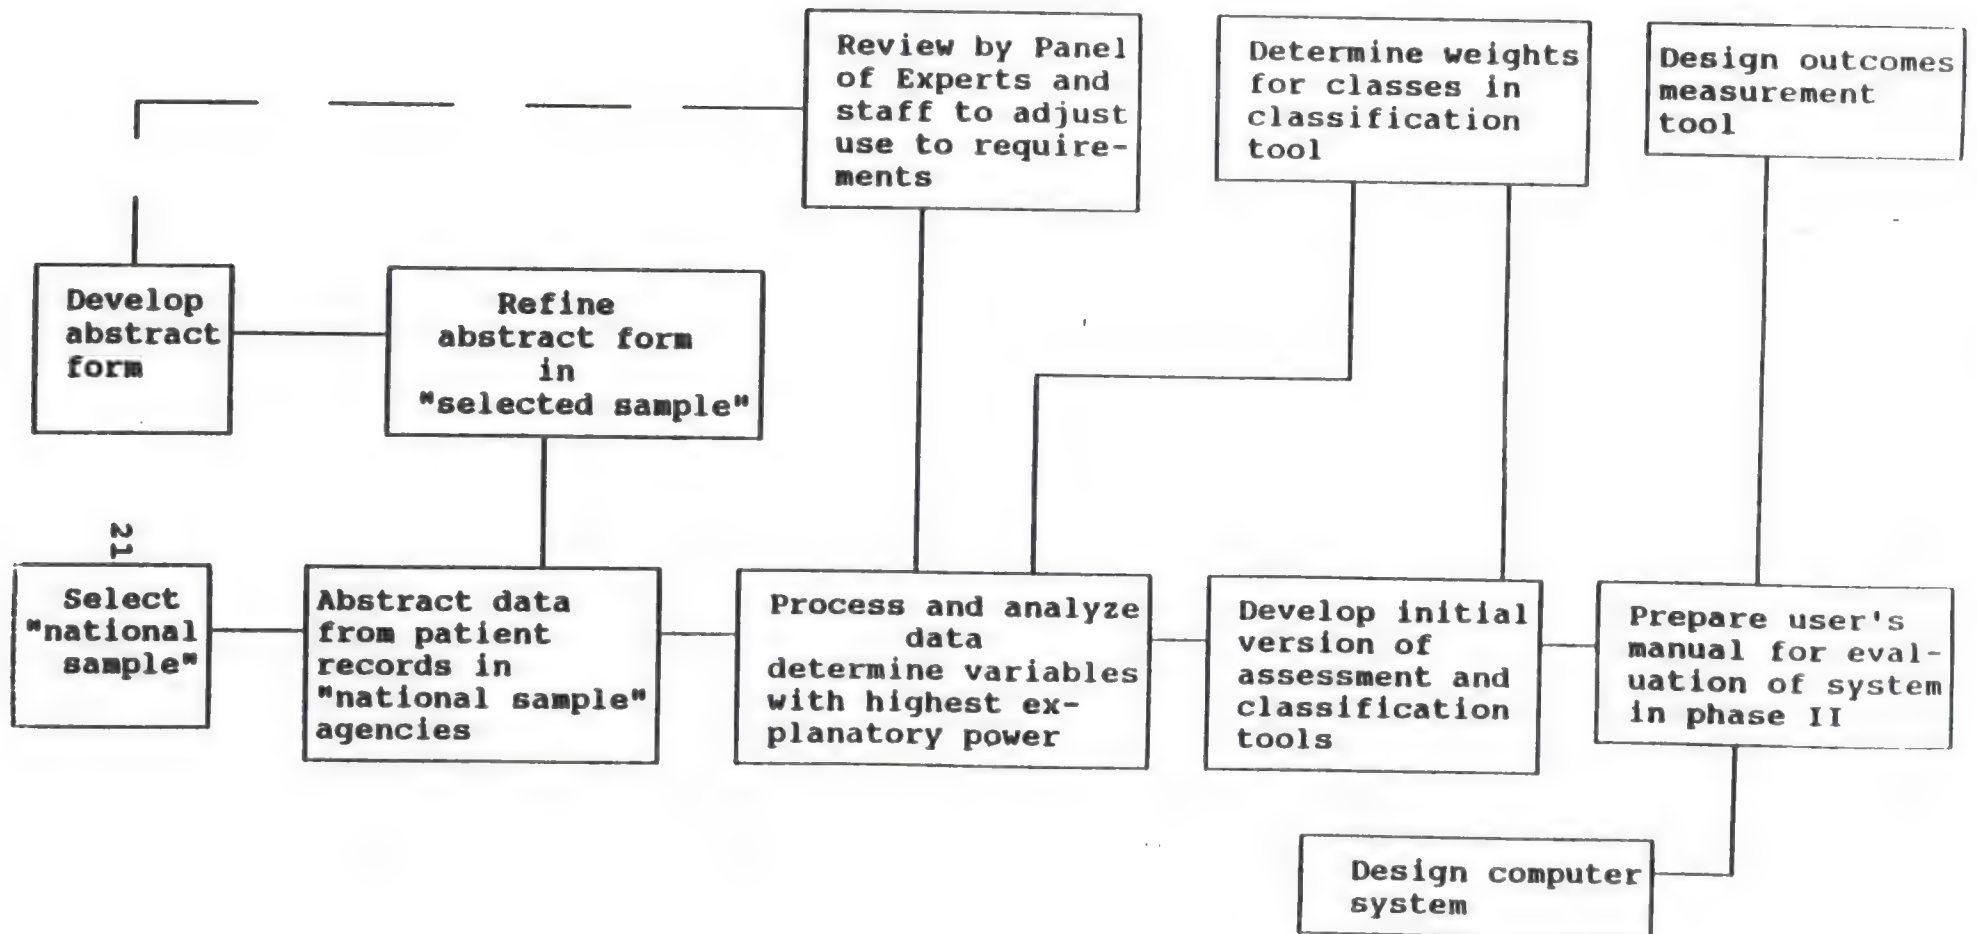 Review by Panel
of Experts and
staff to adjust
use to require-
ments
Determine weights
for classes in
classification
tool
Design outcomes
measurement
tool
Develop
abstract
form
Refine
abstract form
in
"selected sample"
21
Select
"national
sample"
Abstract data
from patient
records in
"national sample"
agencies
Process and analyze
data
determine variables
with highest ex-
planatory power
Develop initial
version of
assessment and
classification
tools
Prepare user's
manual for eval-
uation of system
in phase II
Design computer
system